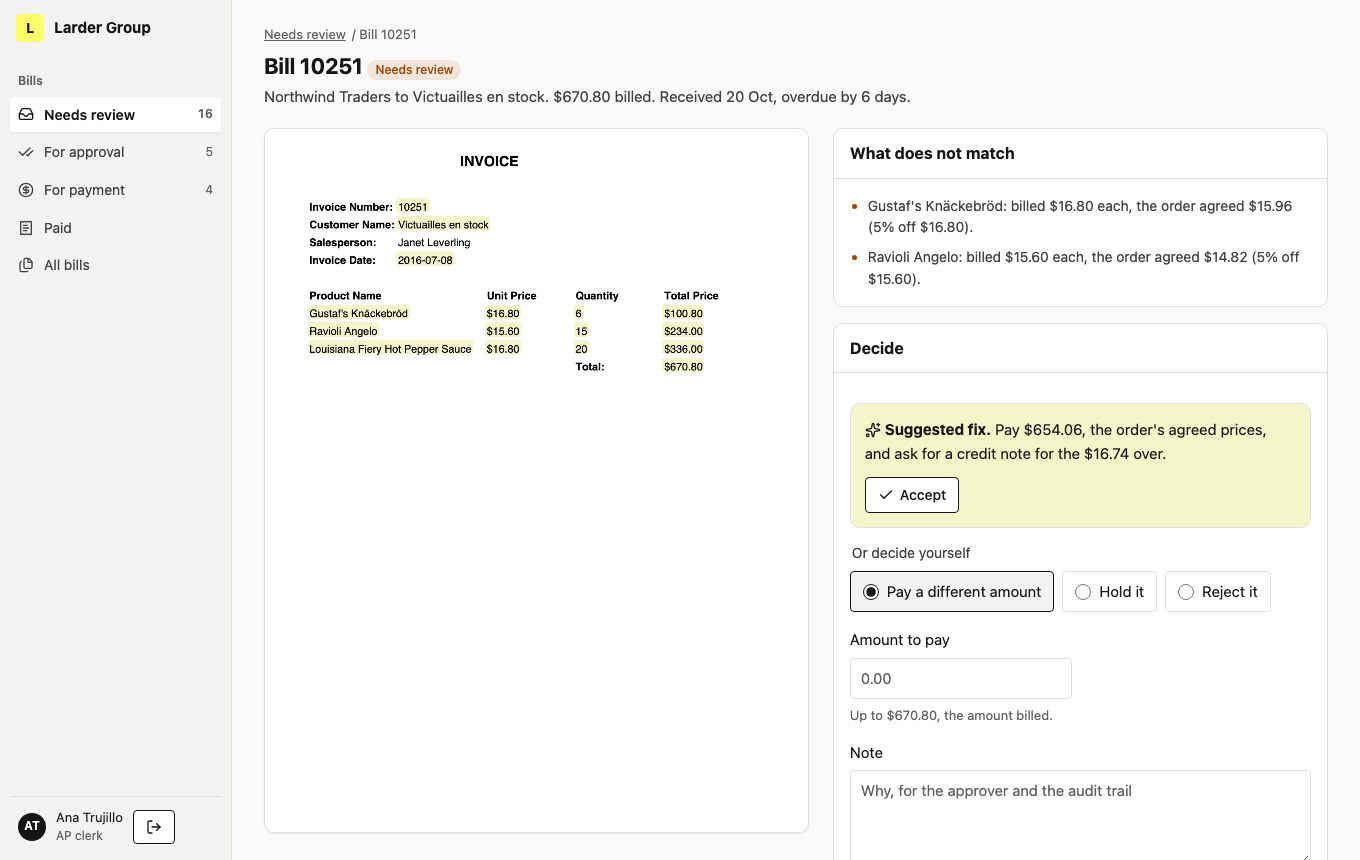 L Larder Group
Bills
Needs review 16
For approval 5
For payment 4
Paid
All bills
AT Ana Trujillo
AP clerk
Needs review / Bill 10251
Bill 10251 Needs review
Northwind Traders to Victuailles en stock. $670.80 billed. Received 20 Oct, overdue by 6 days.
INVOICE
Invoice Number: 10251
Customer Name: Victuailles en stock
Salesperson: Janet Leverling
Invoice Date: 2016-07-08
Product Name Unit Price Quantity Total Price
Gustaf's Knäckebröd $16.80 6 $100.80
Ravioli Angelo $15.60 15 $234.00
Louisiana Fiery Hot Pepper Sauce $16.80 20 $336.00
Total: $670.80
What does not match
Gustaf's Knäckebröd: billed $16.80 each, the order agreed $15.96
(5% off $16.80).
Ravioli Angelo: billed $15.60 each, the order agreed $14.82 (5% off
$15.60).
Decide
Suggested fix. Pay $654.06, the order's agreed prices,
and ask for a credit note for the $16.74 over.
Accept
Or decide yourself
Pay a different amount Hold it Reject it
Amount to pay
0.00
Up to $670.80, the amount billed.
Note
Why, for the approver and the audit trail